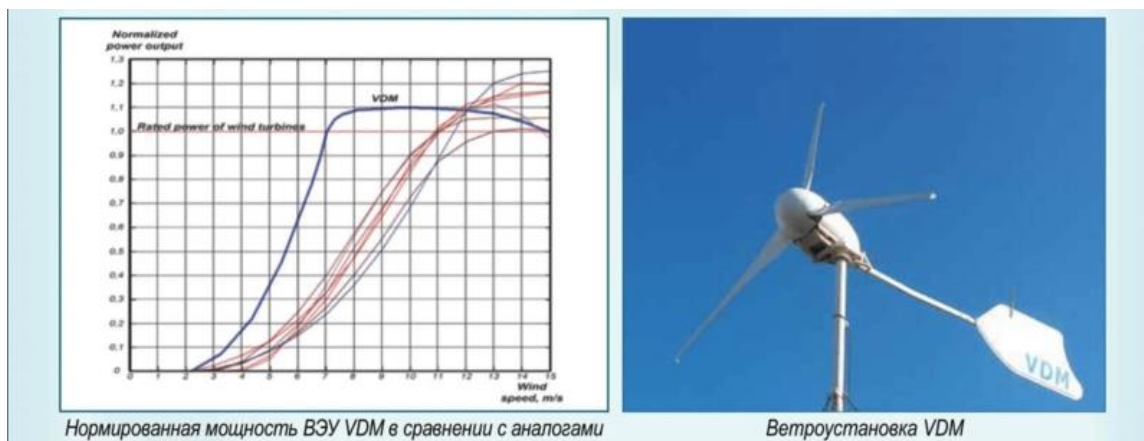 Normalized
power output
1,3
1,2
1,1
1,0
0,9
0,8
0,7
0,6
0,5
0,4
0,3
0,2
0,1
0
VDM
Rated power of wind turbines
0 1 2 3 4 5 6 7 8 9 10 11 12 13 14 15
Wind
speed, m/s
VDM
Нормированная мощность ВЭУ VDM в сравнении с аналогами
Ветроустановка VDM